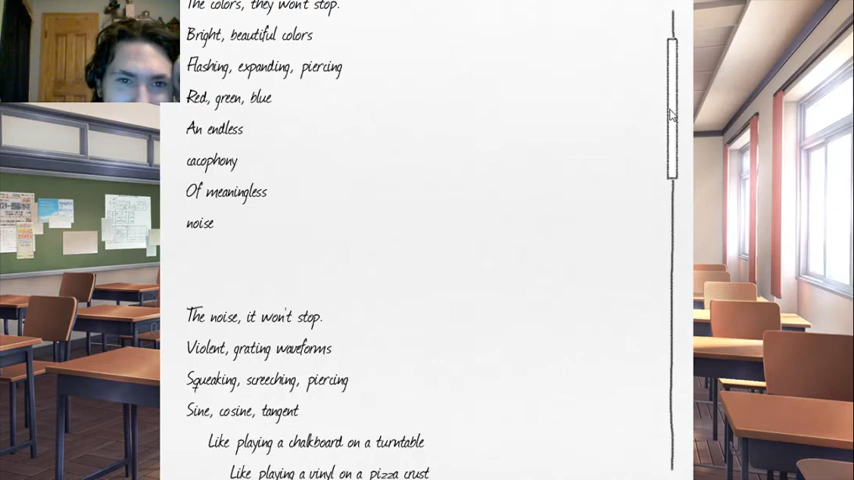 The colors, they won't stop.
Bright, beautiful colors
Flashing, expanding, piercing
Red, green, blue
An endless
cacophony
Of meaningless
noise
The noise, it won't stop.
Violent, grating waveforms
Squeaking, screeching, piercing
Sine, cosine, tangent
Like playing a chalkboard on a turntable
Like playing a vinyl on a pizza crust